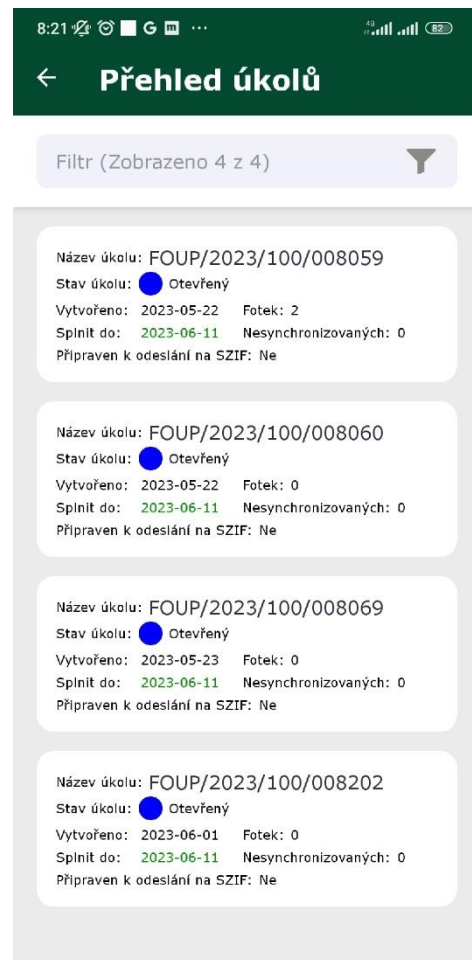 8:21 G m ...
4G 82
← Přehled úkolů
Filtr (Zobrazeno 4 z 4)
Název úkolu: FOUP/2023/100/008059
Stav úkolu: Otevřený
Vytvořeno: 2023-05-22 Fotek: 2
Splnit do: 2023-06-11 Nesynchronizovaných: 0
Připraven k odeslání na SZIF: Ne
Název úkolu: FOUP/2023/100/008060
Stav úkolu: Otevřený
Vytvořeno: 2023-05-22 Fotek: 0
Splnit do: 2023-06-11 Nesynchronizovaných: 0
Připraven k odeslání na SZIF: Ne
Název úkolu: FOUP/2023/100/008069
Stav úkolu: Otevřený
Vytvořeno: 2023-05-23 Fotek: 0
Splnit do: 2023-06-11 Nesynchronizovaných: 0
Připraven k odeslání na SZIF: Ne
Název úkolu: FOUP/2023/100/008202
Stav úkolu: Otevřený
Vytvořeno: 2023-06-01 Fotek: 0
Splnit do: 2023-06-11 Nesynchronizovaných: 0
Připraven k odeslání na SZIF: Ne